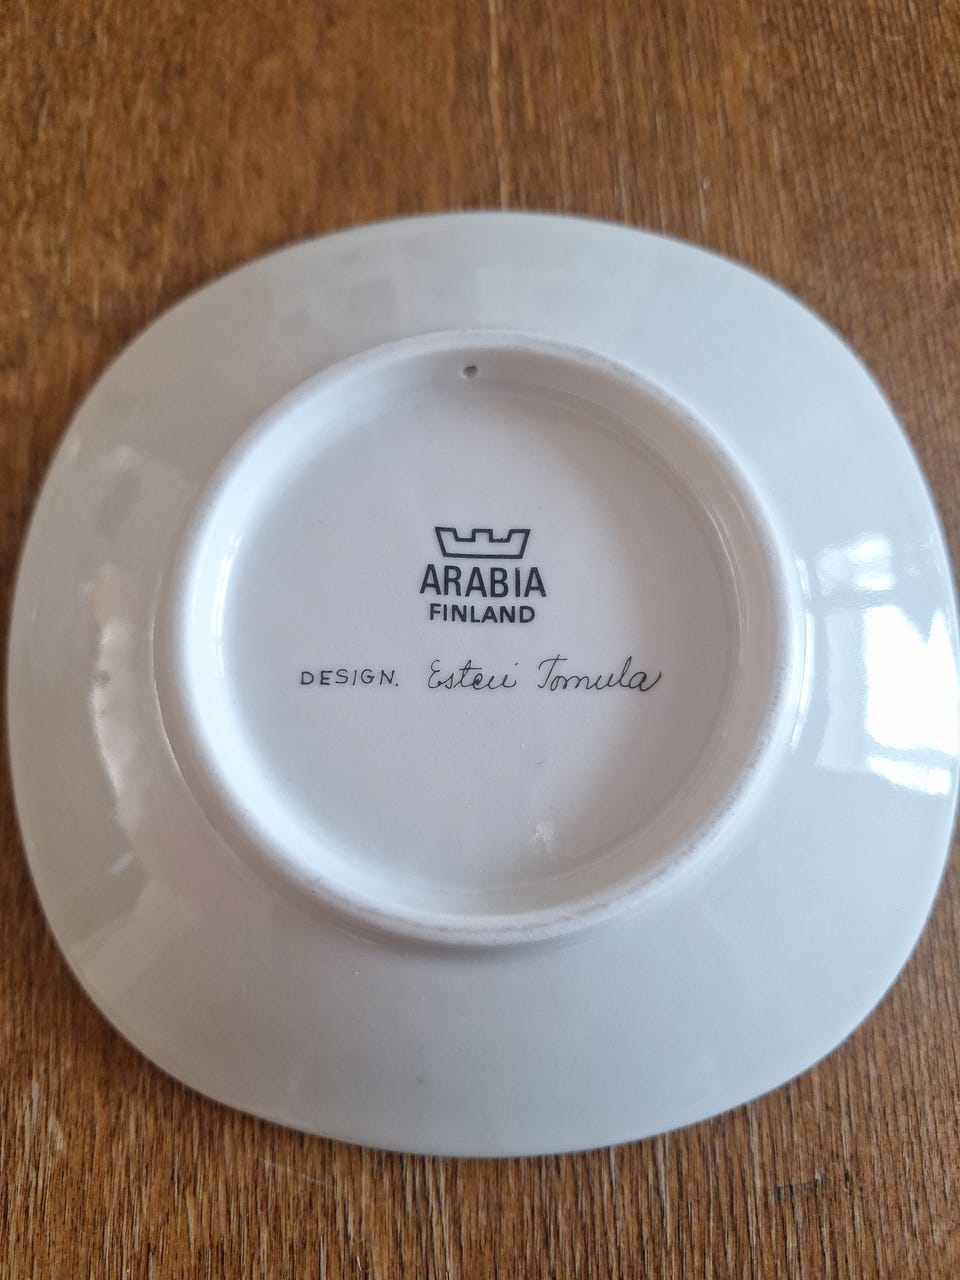 ARABIA
FINLAND
DESIGN. Esteri Tomula